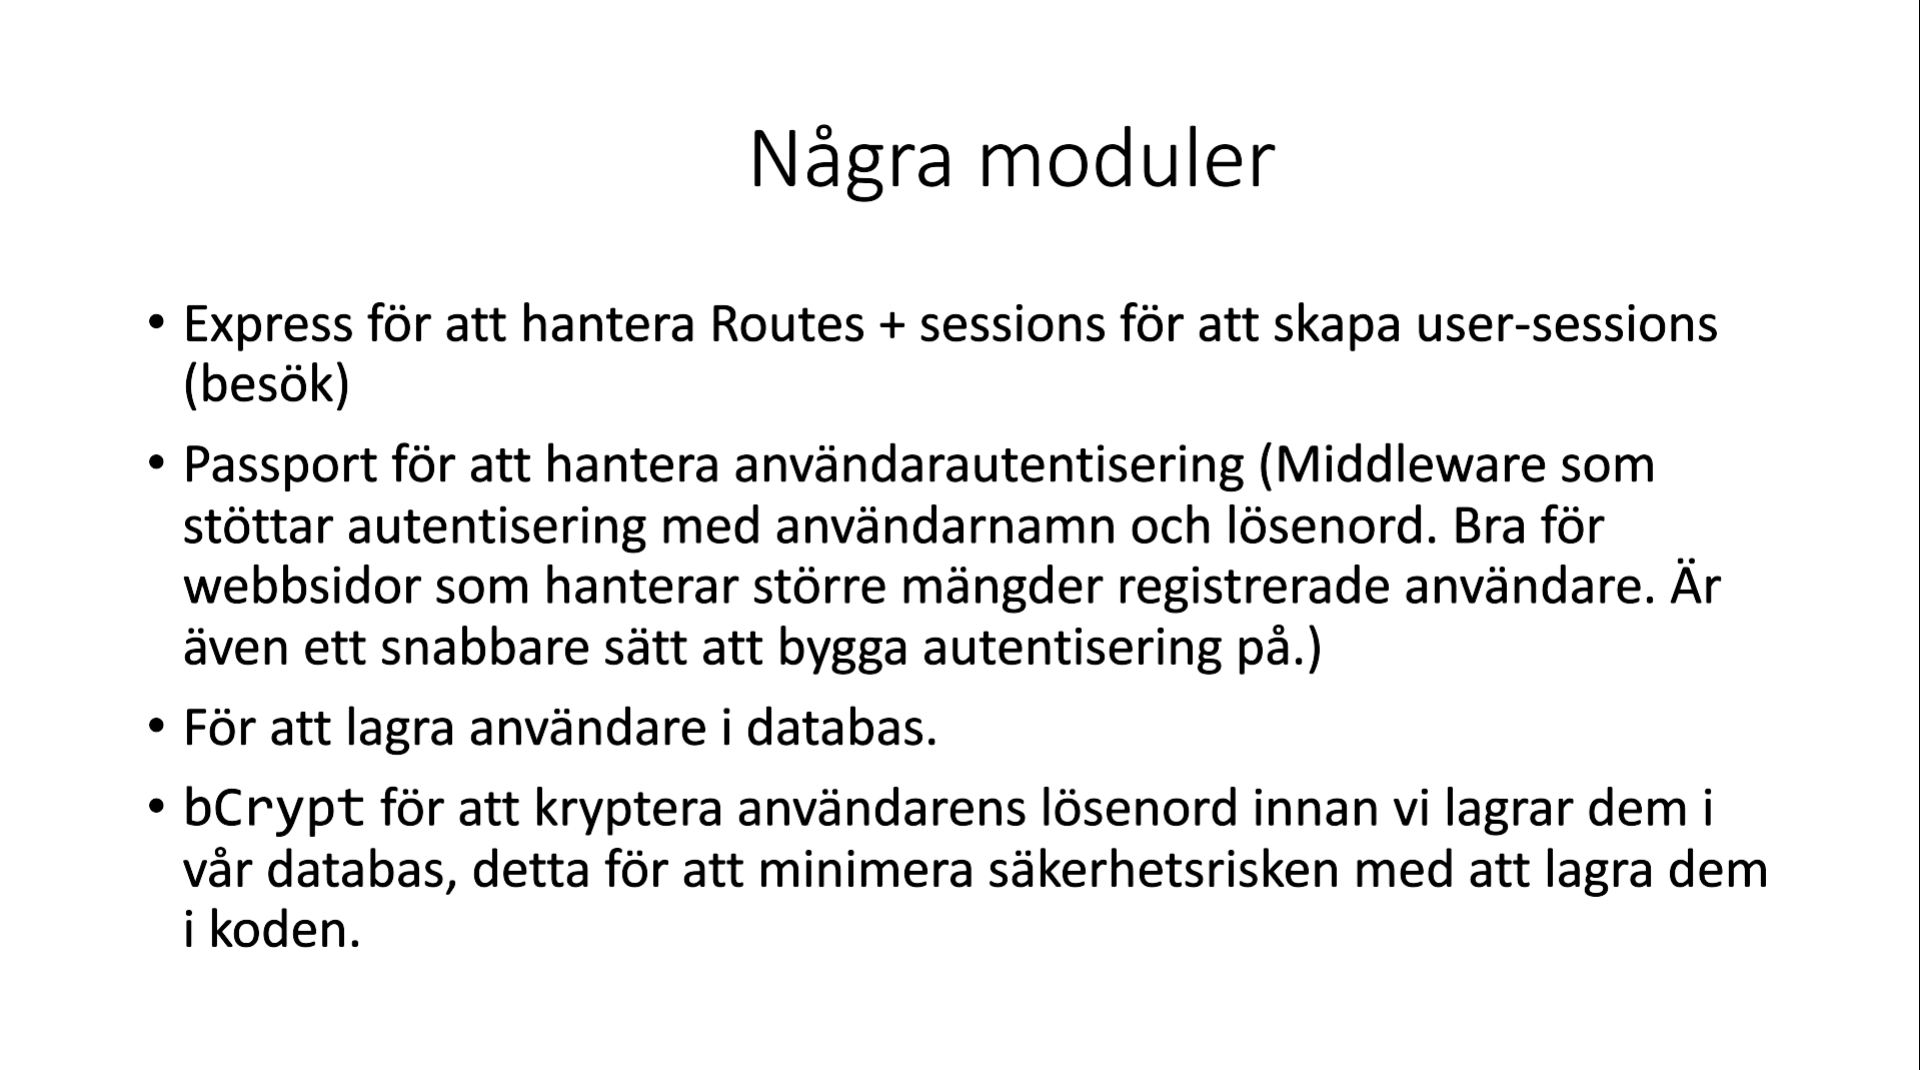 Några moduler
• Express för att hantera Routes + sessions för att skapa user-sessions
(besök)
• Passport för att hantera användarautentisering (Middleware som
stöttar autentisering med användarnamn och lösenord. Bra för
webbsidor som hanterar större mängder registrerade användare. Är
även ett snabbare sätt att bygga autentisering på.)
• För att lagra användare i databas.
• bCrypt för att kryptera användarens lösenord innan vi lagrar dem i
vår databas, detta för att minimera säkerhetsrisken med att lagra dem
i koden.